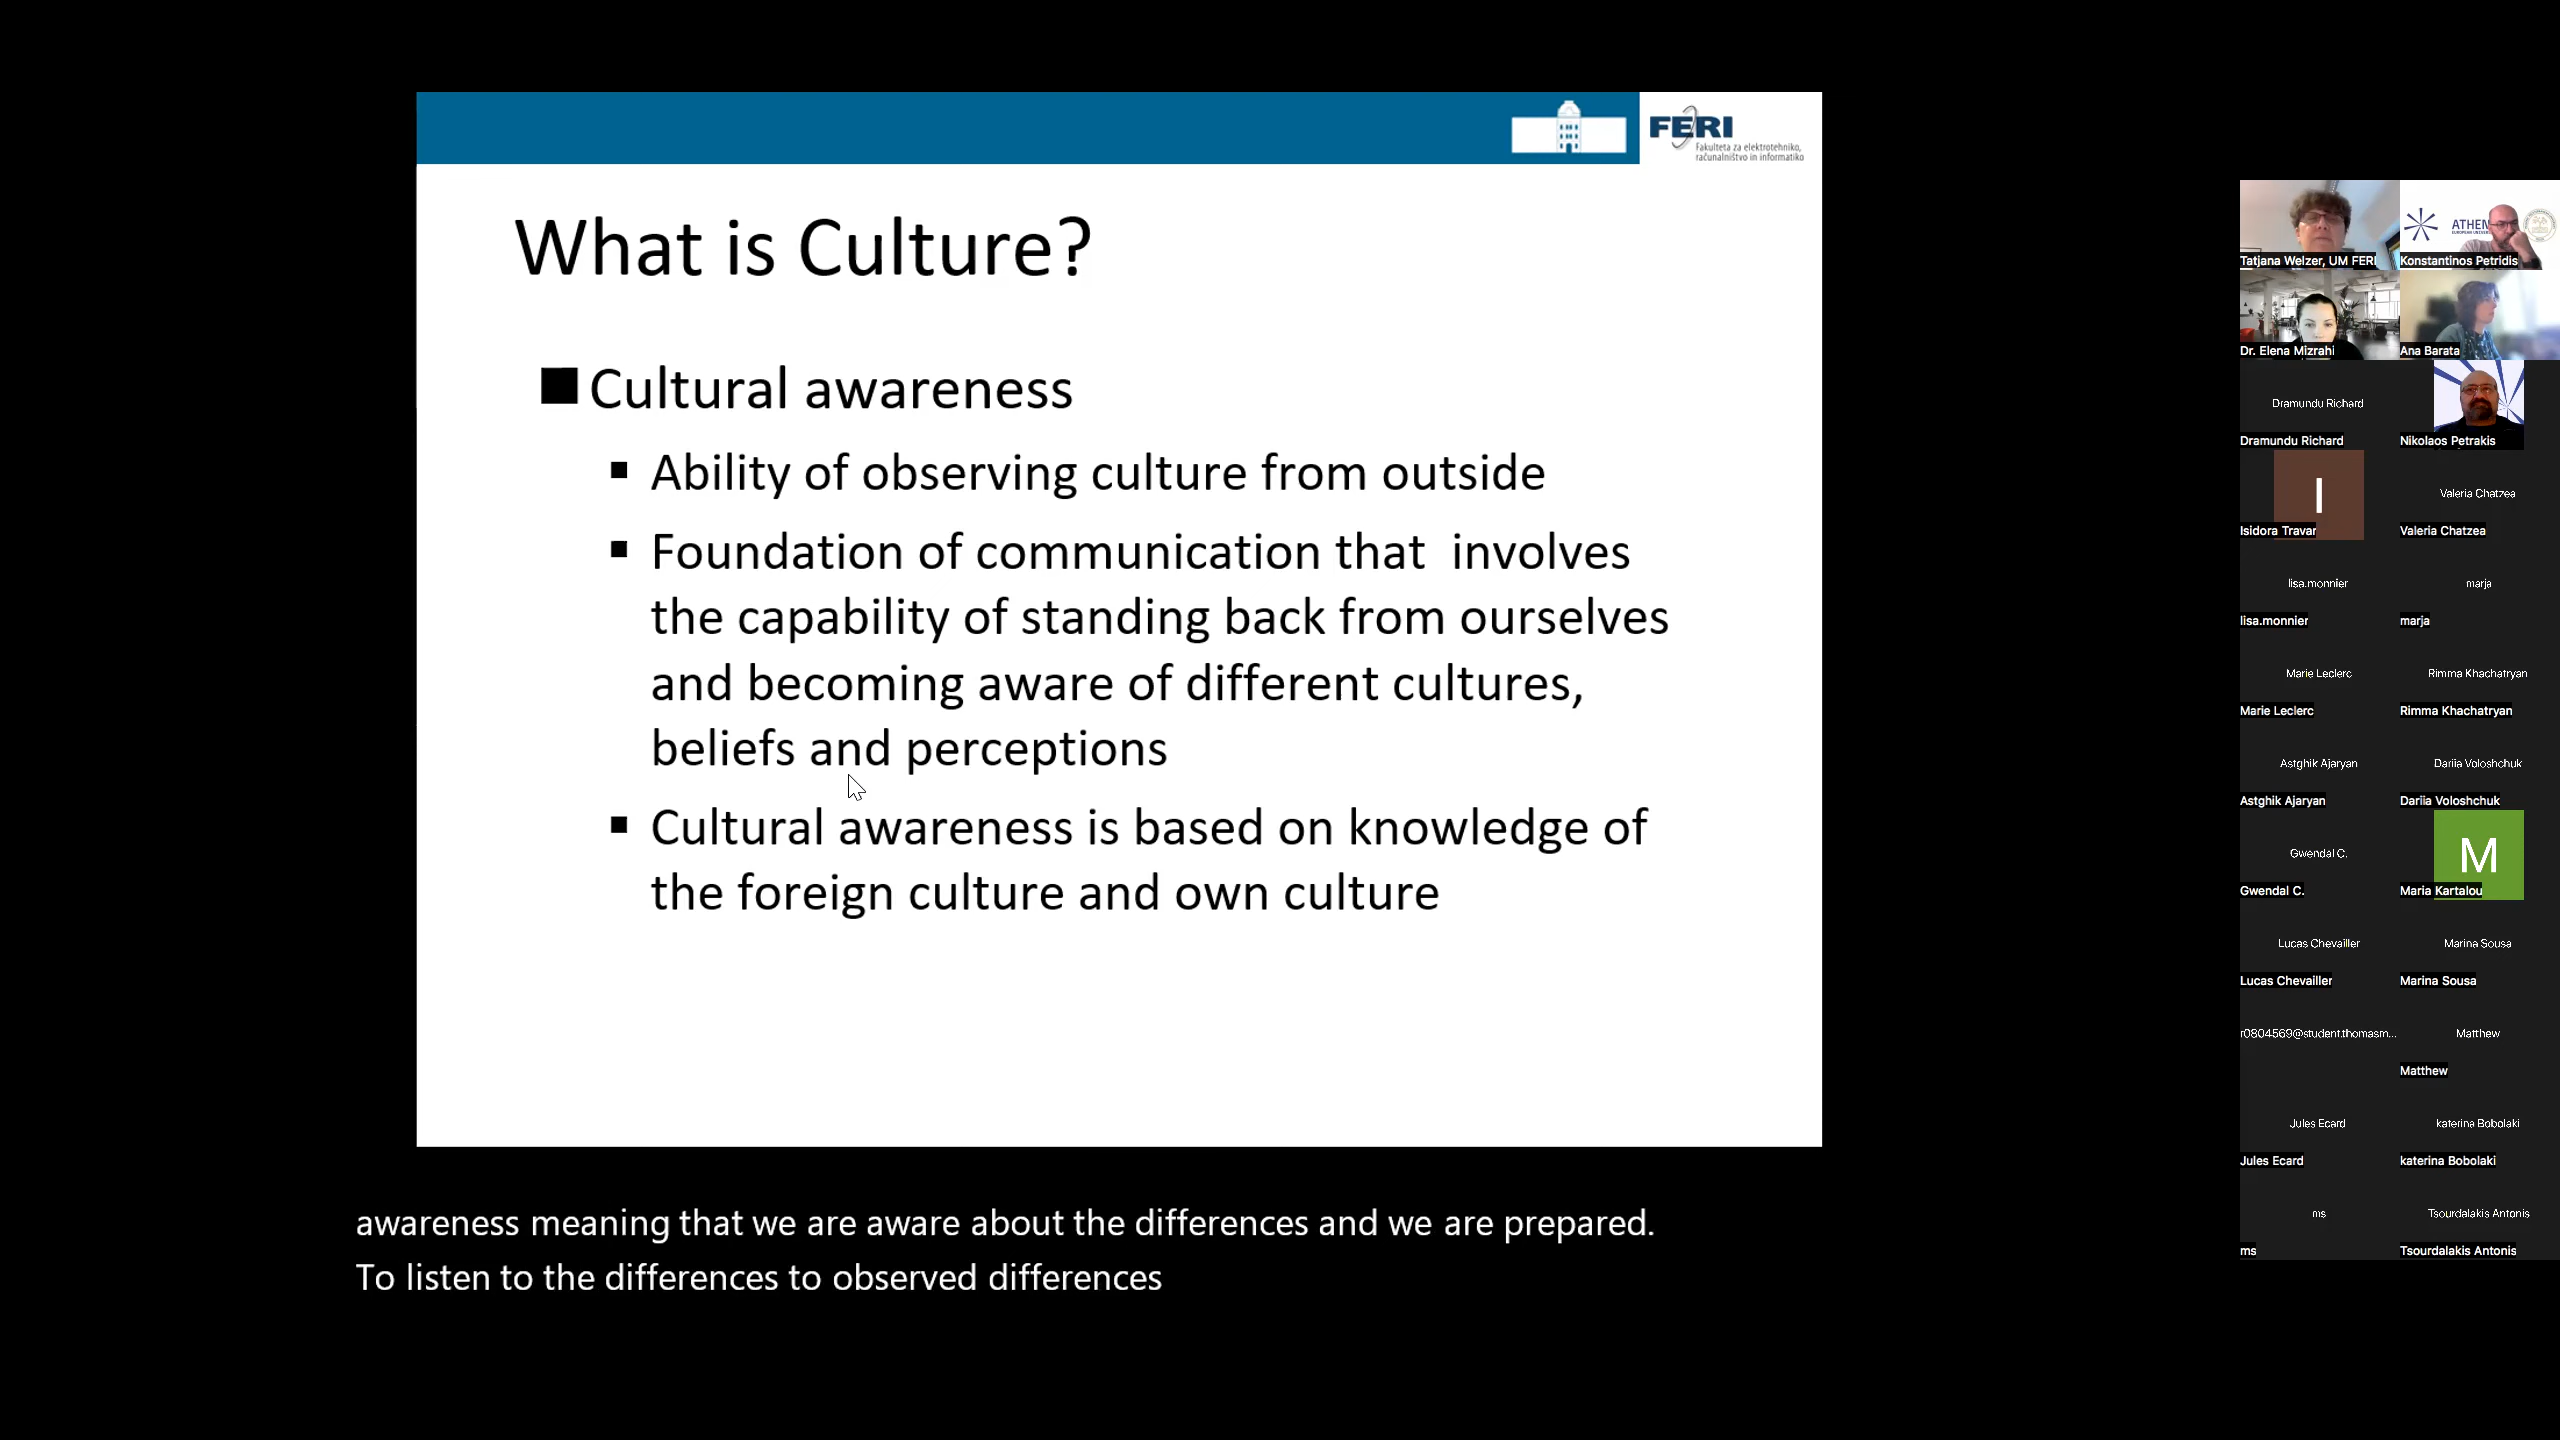 FERI
Fakulteta za elektrotehniko,
računalništvo in informatiko
What is Culture?
Cultural awareness
Ability of observing culture from outside
Foundation of communication that involves
the capability of standing back from ourselves
and becoming aware of different cultures,
beliefs and perceptions
Cultural awareness is based on knowledge of
the foreign culture and own culture
awareness meaning that we are aware about the differences and we are prepared.
To listen to the differences to observed differences
Tatjana Welzer, UM FERI
ATHEN
Konstantinos Petridis
Dr. Elena Mizrahi
Ana Barata
Dramundu Richard
Dramundu Richard
Nikolaos Petrakis
I
Isidora Travar
Valeria Chatzea
Valeria Chatzea
lisa.monnier
lisa.monnier
marja
marja
Marie Leclerc
Marie Leclerc
Rimma Khachatryan
Rimma Khachatryan
Astghik Ajaryan
Astghik Ajaryan
Dariia Voloshchuk
Dariia Voloshchuk
Gwendal C.
Gwendal C.
M
Maria Kartalou
Lucas Chevailler
Lucas Chevailler
Marina Sousa
Marina Sousa
r0804569@student.thomasm...
Matthew
Matthew
Jules Ecard
Jules Ecard
katerina Bobolaki
katerina Bobolaki
ms
ms
Tsourdalakis Antonis
Tsourdalakis Antonis